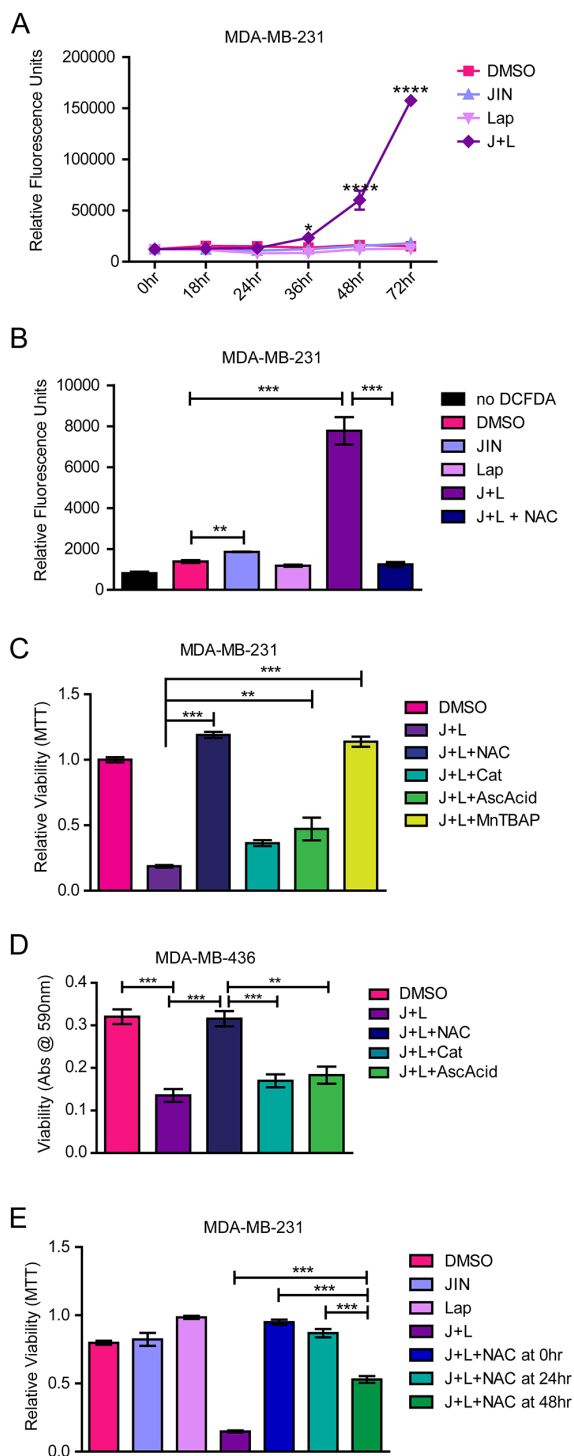 A
MDA-MB-231
Relative Fluorescence Units
200000
150000
100000
50000
0
0hr
18hr
24hr
36hr
48hr
72hr
*
****
****
DMSO
JIN
Lap
J+L
B
MDA-MB-231
Relative Fluorescence Units
10000
8000
6000
4000
2000
0
**
***
***
no DCFDA
DMSO
JIN
Lap
J+L
J+L + NAC
C
MDA-MB-231
Relative Viability (MTT)
1.5
1.0
0.5
0.0
***
**
***
DMSO
J+L
J+L+NAC
J+L+Cat
J+L+AscAcid
J+L+MnTBAP
D
MDA-MB-436
Viability (Abs @ 590nm)
0.4
0.3
0.2
0.1
0.0
***
***
**
***
DMSO
J+L
J+L+NAC
J+L+Cat
J+L+AscAcid
E
MDA-MB-231
Relative Viability (MTT)
1.5
1.0
0.5
0.0
***
***
***
DMSO
JIN
Lap
J+L
J+L+NAC at 0hr
J+L+NAC at 24hr
J+L+NAC at 48hr